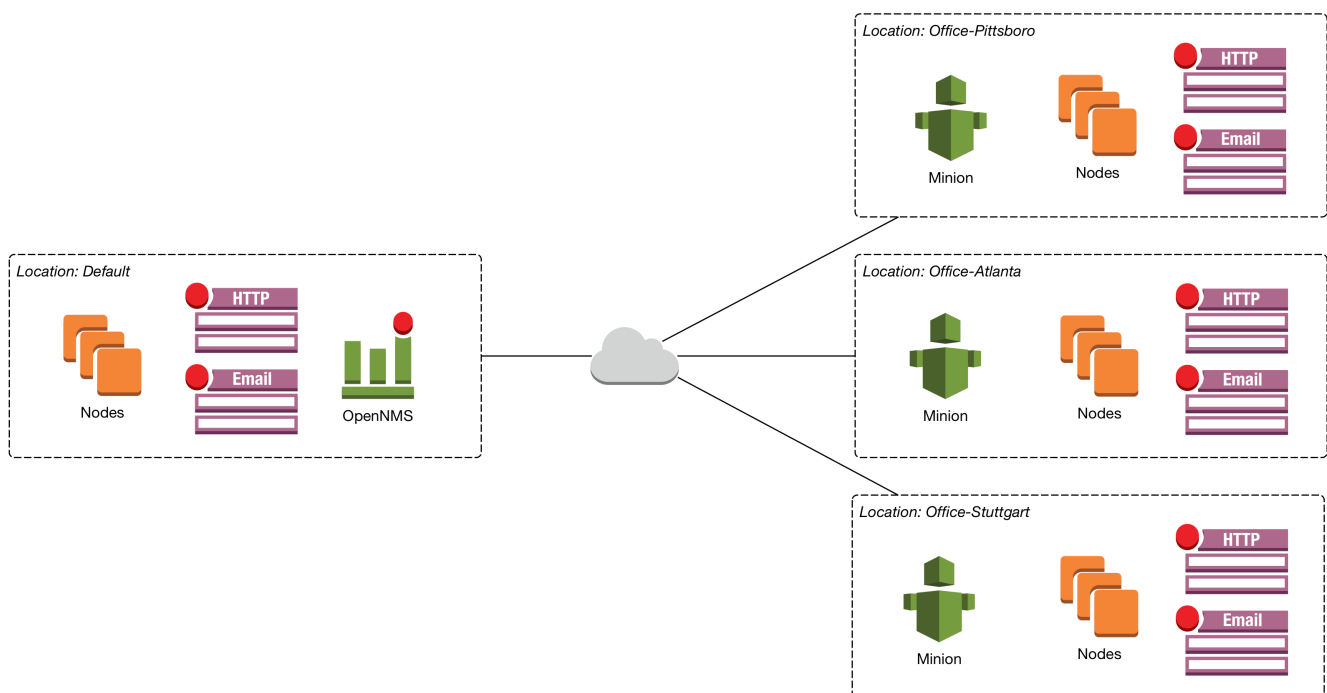 Location: Office-Pittsboro
HTTP
Email
Minion
Nodes
Location: Default
HTTP
Email
Nodes
OpenNMS
Location: Office-Atlanta
HTTP
Email
Minion
Nodes
Location: Office-Stuttgart
HTTP
Email
Minion
Nodes